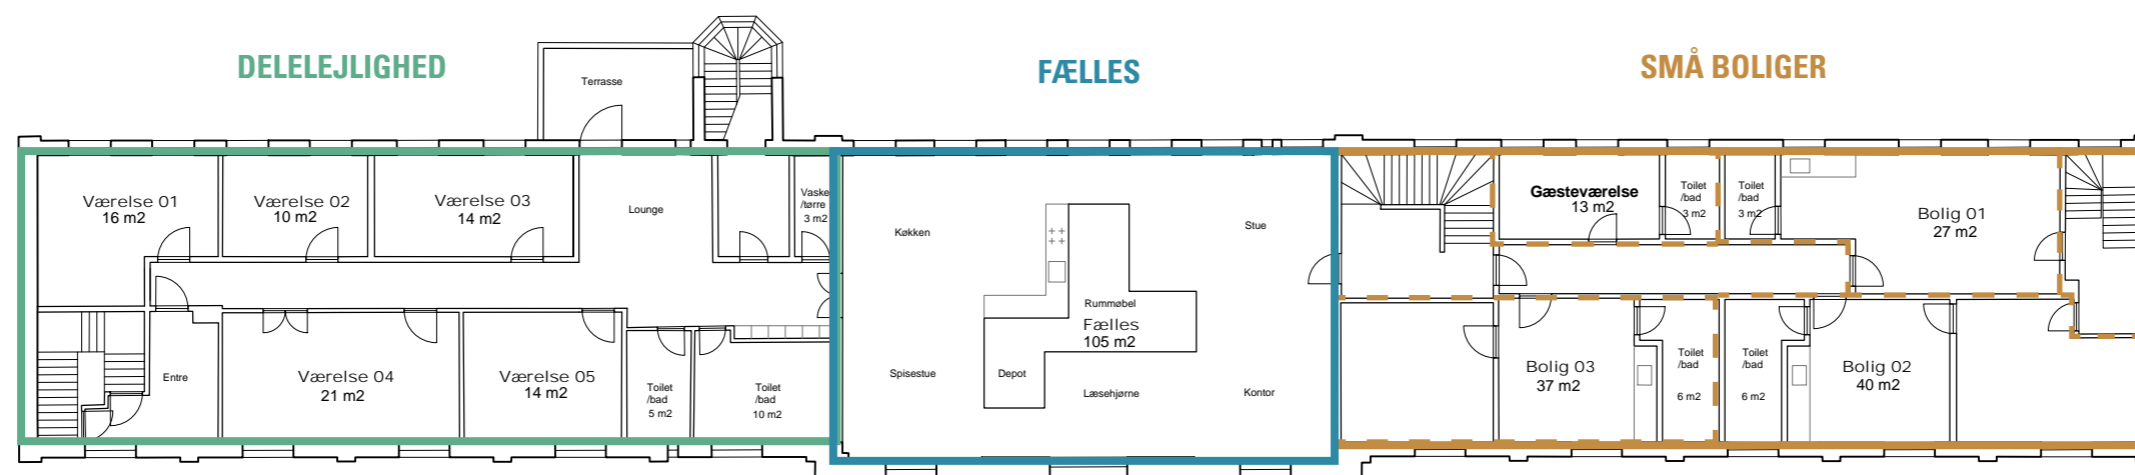 DELELEJLIGHED
FÆLLES
SMÅ BOLIGER
Terrasse
Værelse 01
16 m2
Værelse 02
10 m2
Værelse 03
14 m2
Lounge
Vaske
/tørre
3 m2
Entre
Værelse 04
21 m2
Værelse 05
14 m2
Toilet
/bad
5 m2
Toilet
/bad
10 m2
Køkken
Stue
Rummøbel
Fælles
105 m2
Spisestue
Depot
Læsehjørne
Kontor
Gæsteværelse
13 m2
Toilet
/bad
3 m2
Toilet
/bad
3 m2
Bolig 01
27 m2
Bolig 03
37 m2
Toilet
/bad
6 m2
Toilet
/bad
6 m2
Bolig 02
40 m2